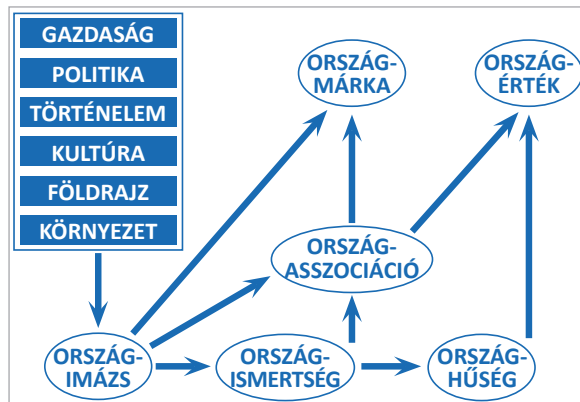 GAZDASÁG
POLITIKA
TÖRTÉNELEM
KULTÚRA
FÖLDRAJZ
KÖRNYEZET
ORSZÁG-
MÁRKA
ORSZÁG-
ÉRTÉK
ORSZÁG-
ASSZOCIÁCIÓ
ORSZÁG-
IMÁZS
ORSZÁG-
ISMERTSÉG
ORSZÁG-
HŰSÉG